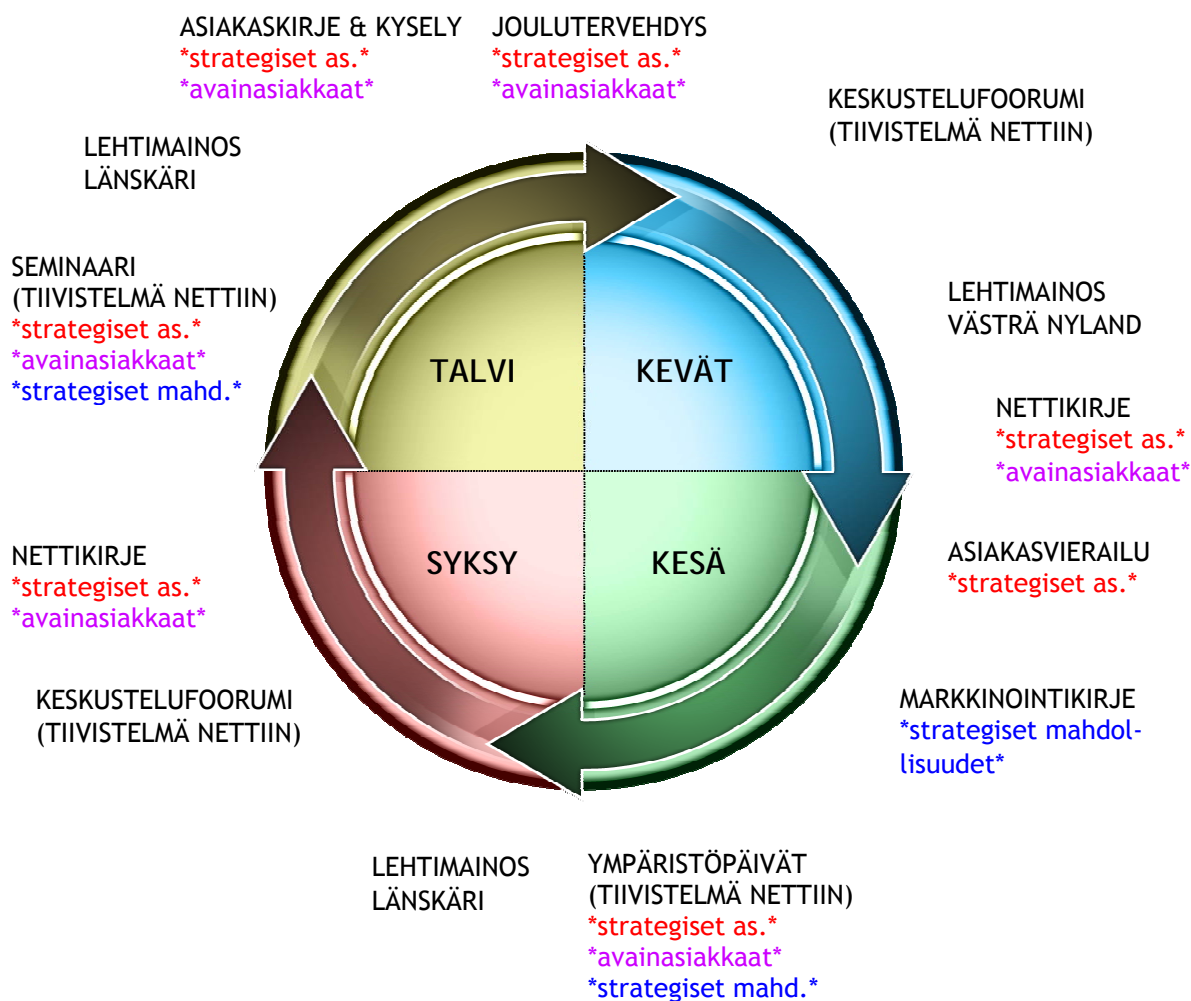 ASIAKASKIRJE & KYSELY
*strategiset as.*
*avainasiakkaat*
JOULUTERVEHDYS
*strategiset as.*
*avainasiakkaat*
KESKUSTELUFOORUMI
(TIIVISTELMÄ NETTIIN)
LEHTIMAINOS
LÄNSKÄRI
SEMINAARI
(TIIVISTELMÄ NETTIIN)
*strategiset as.*
*avainasiakkaat*
*strategiset mahd.*
LEHTIMAINOS
VÄSTRÄ NYLAND
TALVI
KEVÄT
NETTIKIRJE
*strategiset as.*
*avainasiakkaat*
NETTIKIRJE
*strategiset as.*
*avainasiakkaat*
SYKSY
KESÄ
ASIAKASVIERAILU
*strategiset as.*
KESKUSTELUFOORUMI
(TIIVISTELMÄ NETTIIN)
MARKKINOINTIKIRJE
*strategiset mahdol-
lisuudet*
LEHTIMAINOS
LÄNSKÄRI
YMPÄRISTÖPÄIVÄT
(TIIVISTELMÄ NETTIIN)
*strategiset as.*
*avainasiakkaat*
*strategiset mahd.*